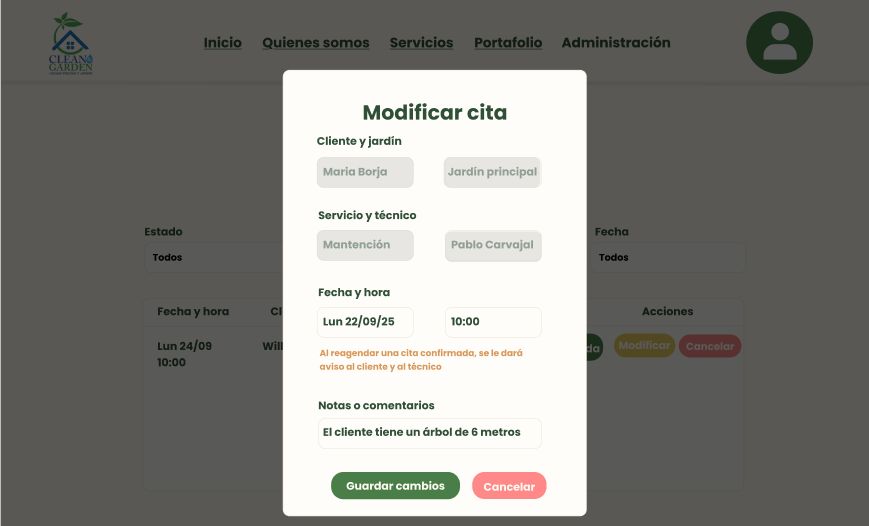 CLEAN
GARDEN
Inicio Quienes somos Servicios Portafolio Administración
Modificar cita
Cliente y jardín
Maria Borja Jardín principal
Servicio y técnico
Mantención Pablo Carvajal
Fecha y hora
Lun 22/09/25 10:00
Al reagendar una cita confirmada, se le dará
aviso al cliente y al técnico
Notas o comentarios
El cliente tiene un árbol de 6 metros
Guardar cambios Cancelar
Estado Fecha
Todos Todos
Fecha y hora Cl Acciones
Lun 24/09 Will da Modificar Cancelar
10:00